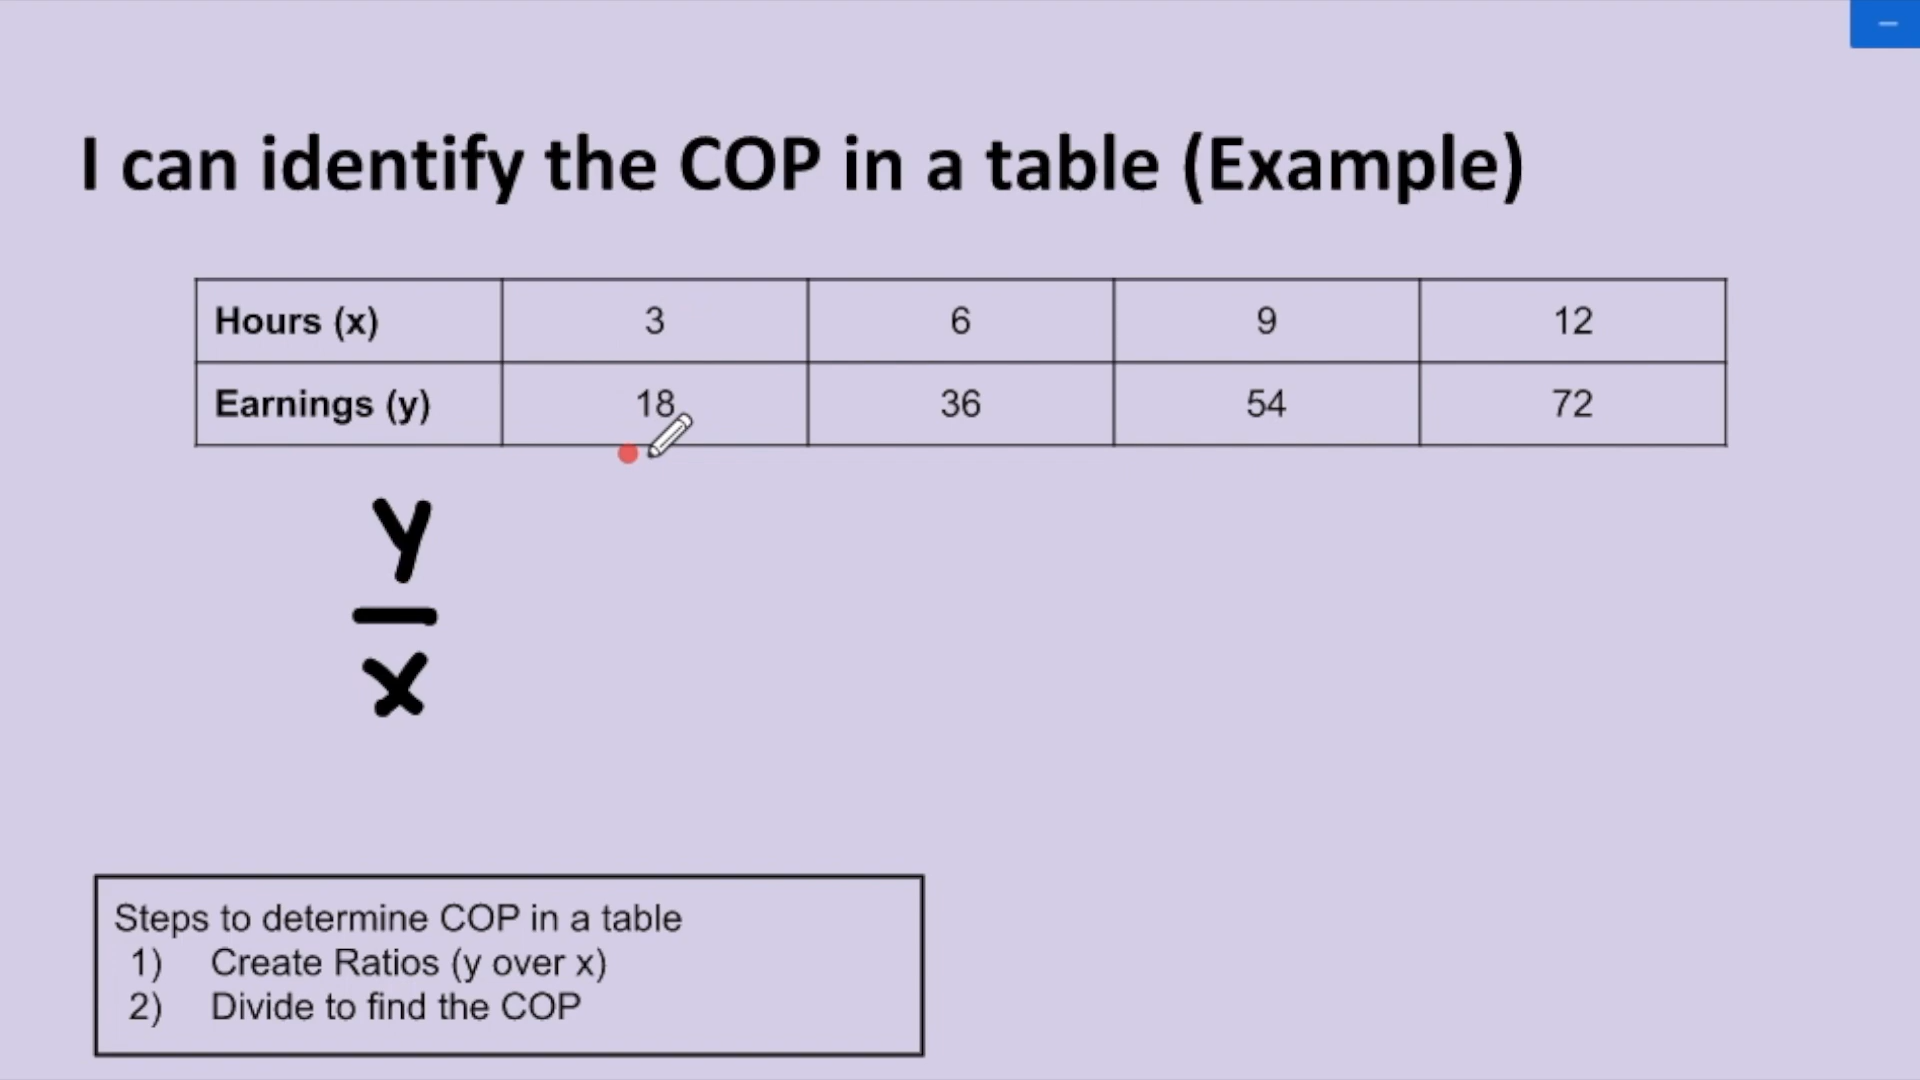 I can identify the COP in a table (Example)
Hours (x) 3 6 9 12
Earnings (y) 18 36 54 72
y
x
Steps to determine COP in a table
1) Create Ratios (y over x)
2) Divide to find the COP